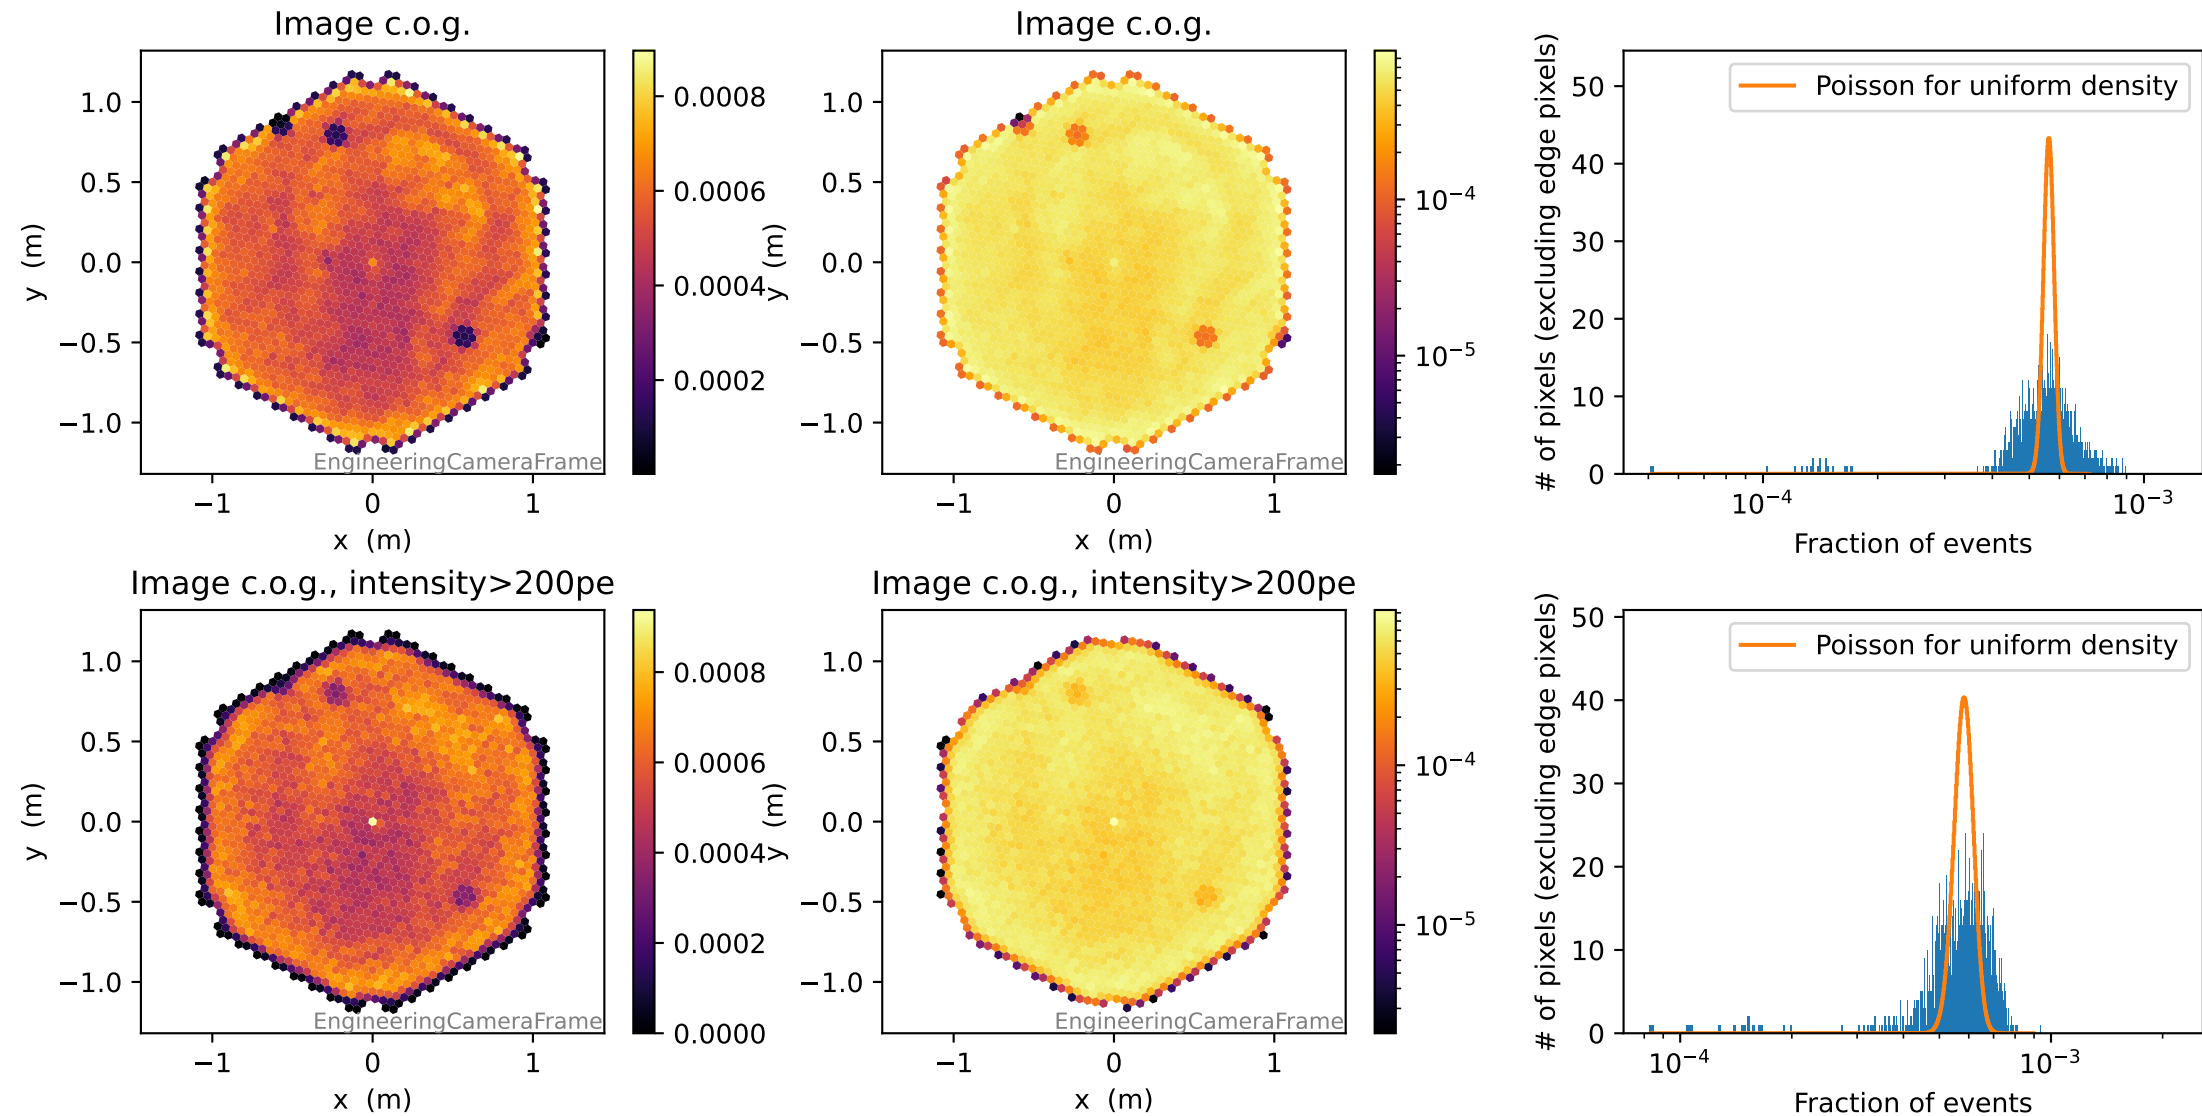 Image c.o.g.
y  (m)
1.0
0.5
0.0
−0.5
−1.0
−1
0
1
x  (m)
EngineeringCameraFrame
0.0008
0.0006
0.0004
0.0002
Image c.o.g.
y  (m)
1.0
0.5
0.0
−0.5
−1.0
−1
0
1
x  (m)
EngineeringCameraFrame
10−4
10−5
# of pixels (excluding edge pixels)
50
40
30
20
10
0
Poisson for uniform density
10−4
10−3
Fraction of events
Image c.o.g., intensity>200pe
y  (m)
1.0
0.5
0.0
−0.5
−1.0
−1
0
1
x  (m)
EngineeringCameraFrame
0.0008
0.0006
0.0004
0.0002
0.0000
Image c.o.g., intensity>200pe
y  (m)
1.0
0.5
0.0
−0.5
−1.0
−1
0
1
x  (m)
EngineeringCameraFrame
10−4
10−5
# of pixels (excluding edge pixels)
50
40
30
20
10
0
Poisson for uniform density
10−4
10−3
Fraction of events